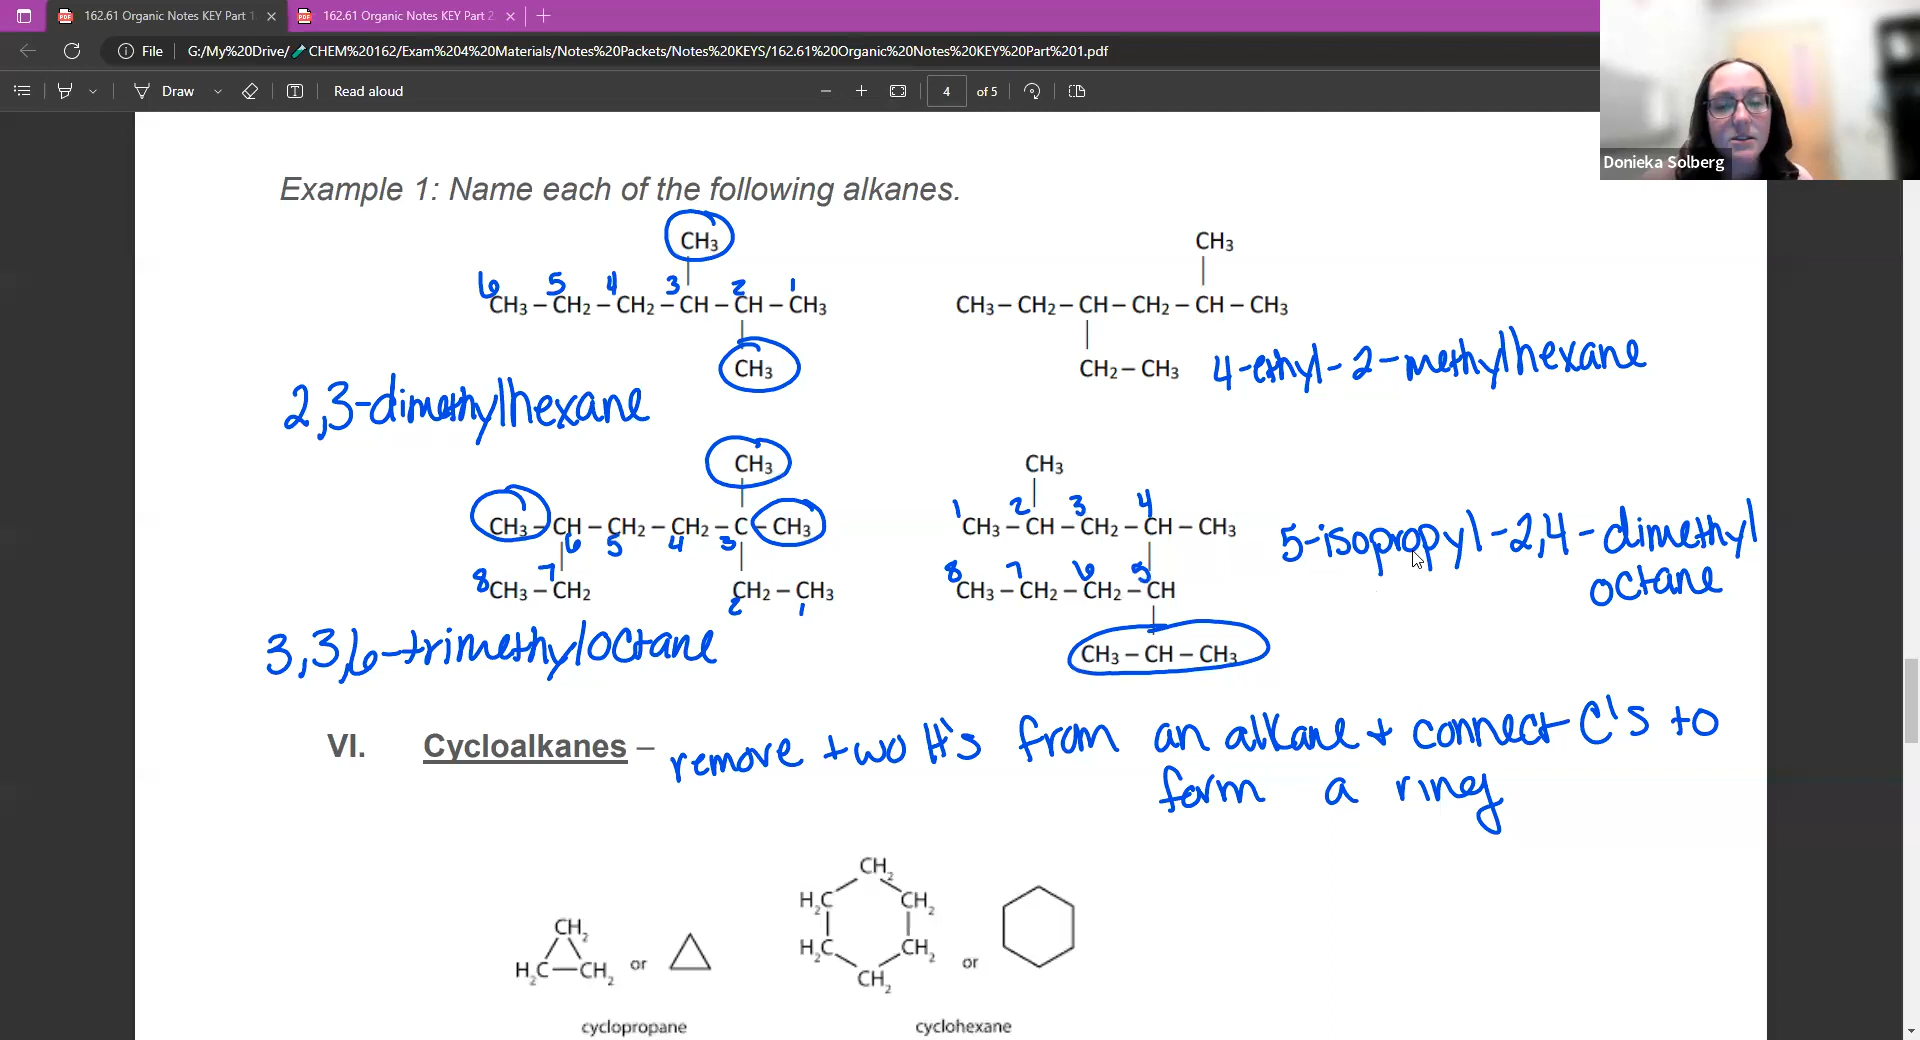 162.61 Organic Notes KEY Part 1
162.61 Organic Notes KEY Part 2
File
G:/My%20Drive/🧪CHEM%20162/Exam%204%20Materials/Notes%20Packets/Notes%20KEYS/162.61%20Organic%20Notes%20KEY%20Part%201.pdf
Draw
Read aloud
4 of 5
Donieka Solberg
Example 1: Name each of the following alkanes.
CH₃
6 5 4 3 2 1
CH₃ – CH₂ – CH₂ – CH – CH – CH₃
CH₃
2,3-dimethylhexane
CH₃
CH₃ – CH₂ – CH – CH₂ – CH – CH₃
CH₂ – CH₃
4-ethyl-2-methylhexane
CH₃
CH₃ – CH – CH₂ – CH₂ – C – CH₃
6 5 4 3
8 7
CH₃ – CH₂ CH₂ – CH₃
2 1
3,3,6-trimethyloctane
CH₃
1 2 3 4
CH₃ – CH – CH₂ – CH – CH₃
8 7 6 5
CH₃ – CH₂ – CH₂ – CH
CH₃ – CH – CH₃
5-isopropyl-2,4-dimethyl
octane
VI. Cycloalkanes – remove two H's from an alkane + connect C's to
form a ring
CH₂
H₂C – CH₂ or
cyclopropane
CH₂
H₂C CH₂
H₂C CH₂
CH₂
or
cyclohexane